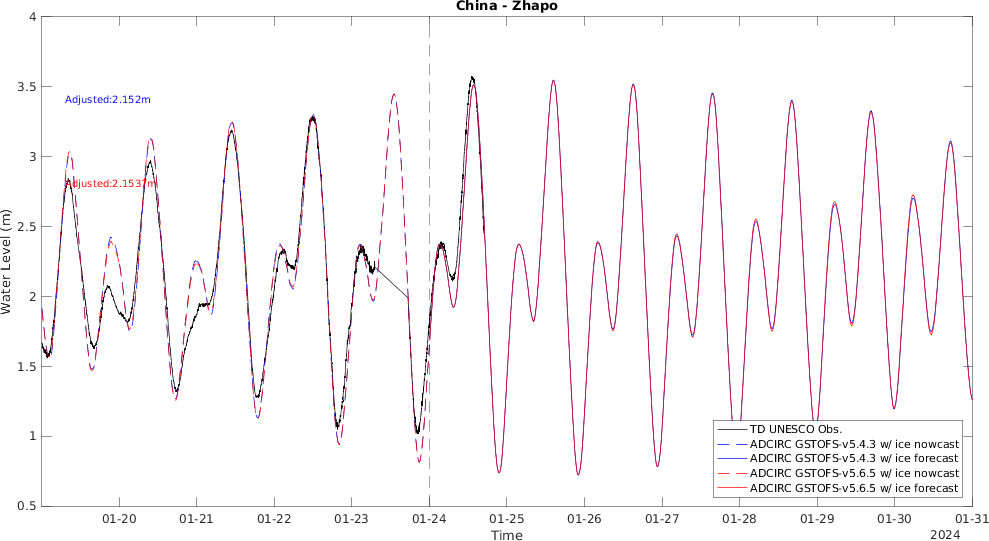 China - Zhapo
4
3.5
3
2.5
2
1.5
1
0.5
Water Level (m)
Adjusted:2.152m
Adjusted:2.1537m
01-20
01-21
01-22
01-23
01-24
01-25
01-26
01-27
01-28
01-29
01-30
01-31
Time
2024
TD UNESCO Obs.
ADCIRC GSTOFS-v5.4.3 w/ ice nowcast
ADCIRC GSTOFS-v5.4.3 w/ ice forecast
ADCIRC GSTOFS-v5.6.5 w/ ice nowcast
ADCIRC GSTOFS-v5.6.5 w/ ice forecast